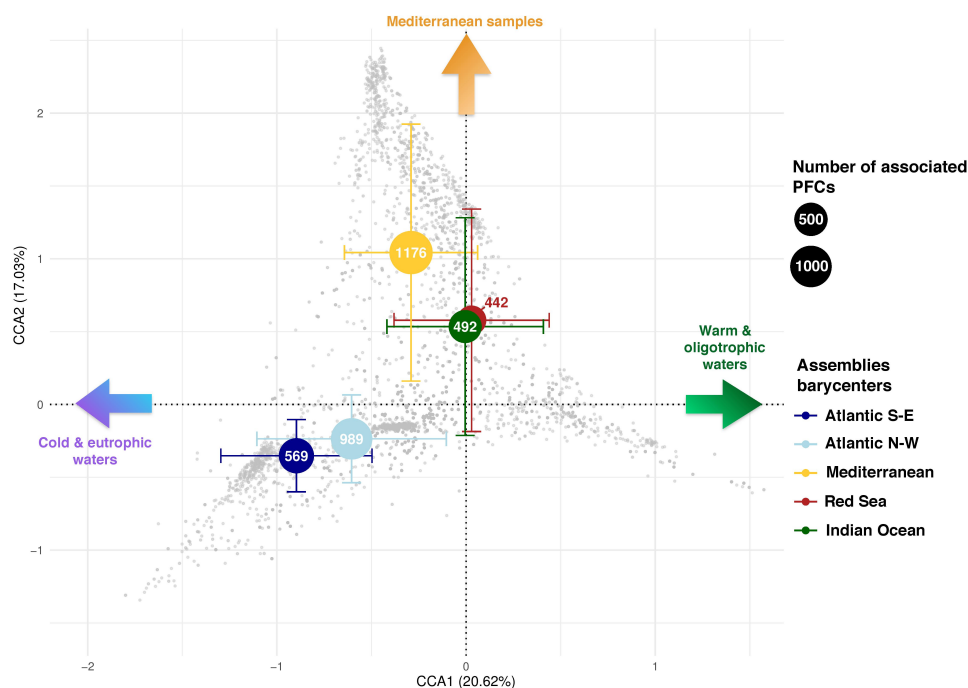 Mediterranean samples
2
1
0
−1
−2
−1
0
1
CCA2 (17.03%)
CCA1 (20.62%)
1176
442
492
989
569
Cold & eutrophic
waters
Warm &
oligotrophic
waters
Number of associated
PFCs
500
1000
Assemblies
barycenters
Atlantic S-E
Atlantic N-W
Mediterranean
Red Sea
Indian Ocean